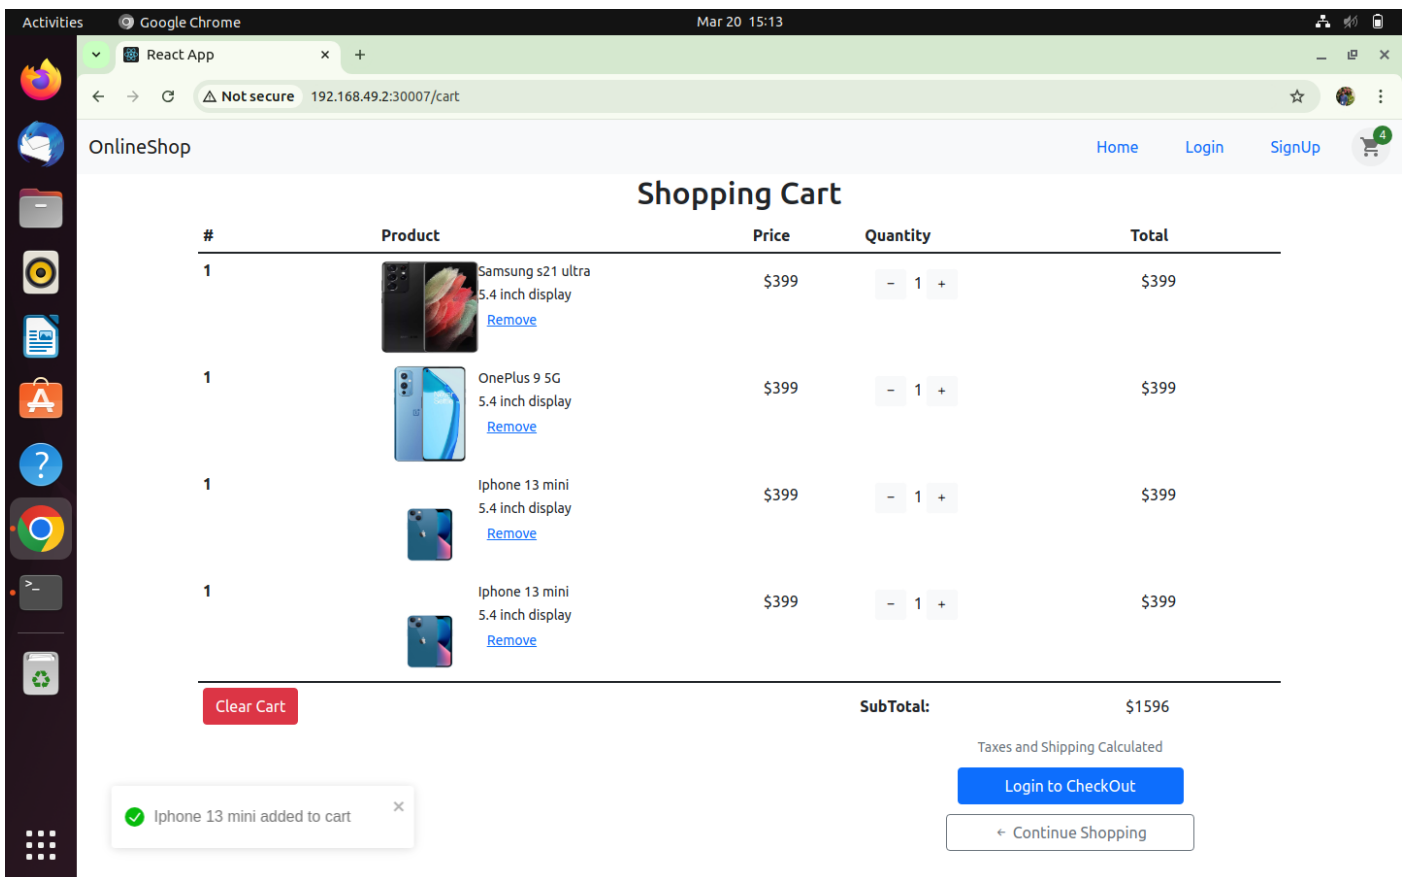 Activities Google Chrome Mar 20 15:13
React App
Not secure 192.168.49.2:30007/cart
OnlineShop Home Login SignUp 4
Shopping Cart
# Product Price Quantity Total
1 Samsung s21 ultra $399 − 1 + $399
5.4 inch display
Remove
1 OnePlus 9 5G $399 − 1 + $399
5.4 inch display
Remove
1 Iphone 13 mini $399 − 1 + $399
5.4 inch display
Remove
1 Iphone 13 mini $399 − 1 + $399
5.4 inch display
Remove
Clear Cart SubTotal: $1596
Taxes and Shipping Calculated
Login to CheckOut
Iphone 13 mini added to cart
← Continue Shopping